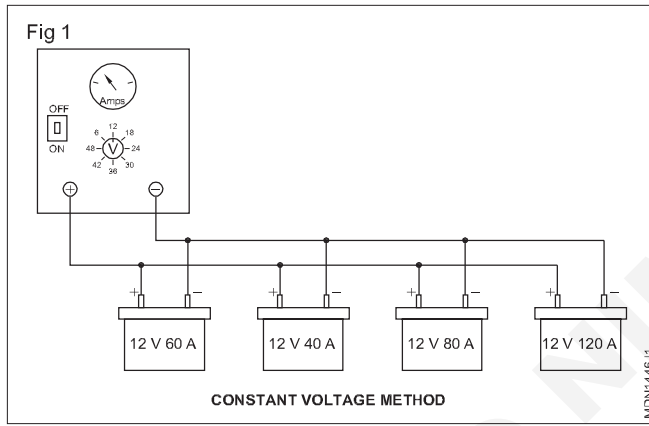 Fig 1
Amps
OFF
ON
6 12 18
48 V 24
42 36 30
+ −
+ − + − + − + −
12 V 60 A 12 V 40 A 12 V 80 A 12 V 120 A
CONSTANT VOLTAGE METHOD